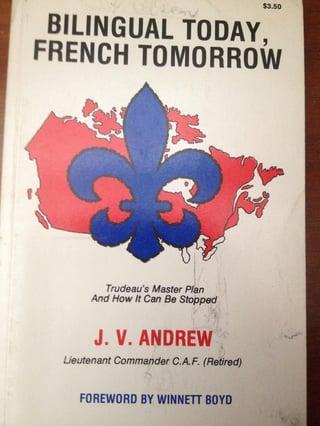 $3.50
BILINGUAL TODAY,
FRENCH TOMORROW
Trudeau's Master Plan
And How It Can Be Stopped
J. V. ANDREW
Lieutenant Commander C.A.F. (Retired)
FOREWORD BY WINNETT BOYD